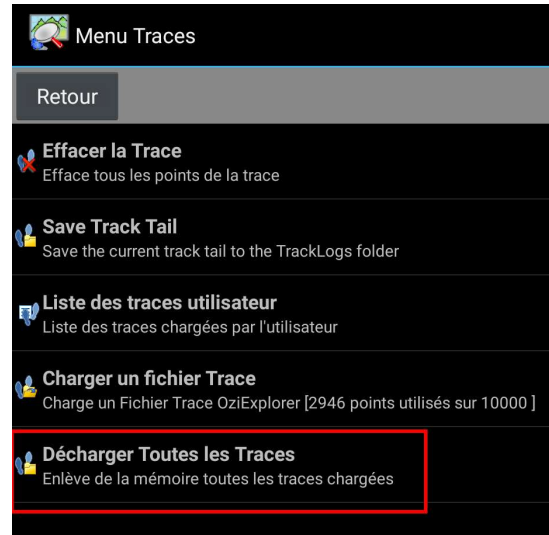 Menu Traces
Retour
Effacer la Trace
Efface tous les points de la trace
Save Track Tail
Save the current track tail to the TrackLogs folder
Liste des traces utilisateur
Liste des traces chargées par l'utilisateur
Charger un fichier Trace
Charge un Fichier Trace OziExplorer [2946 points utilisés sur 10000 ]
Décharger Toutes les Traces
Enlève de la mémoire toutes les traces chargées